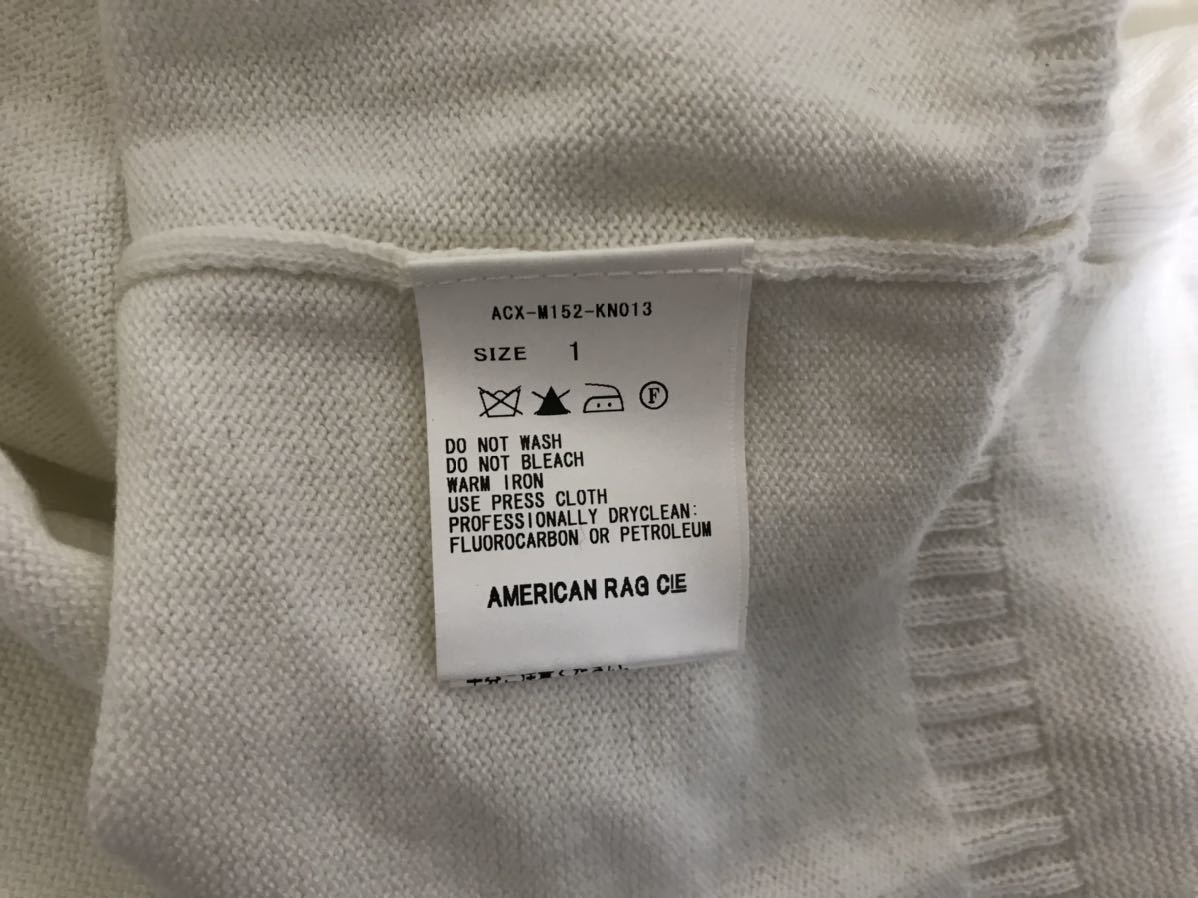 ACX-M152-KN013
SIZE 1
F
DO NOT WASH
DO NOT BLEACH
WARM IRON
USE PRESS CLOTH
PROFESSIONALLY DRYCLEAN:
FLUOROCARBON OR PETROLEUM
AMERICAN RAG CIE